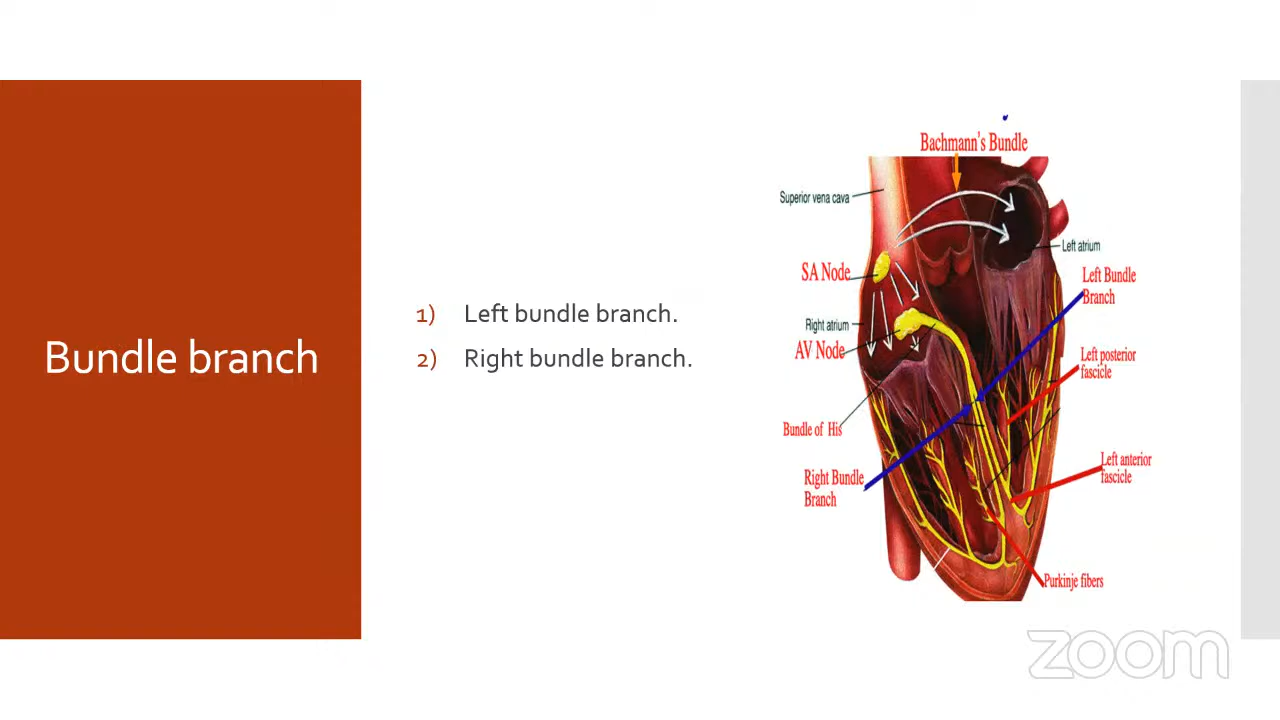 Bundle branch
1) Left bundle branch.
2) Right bundle branch.
Bachmann's Bundle
Superior vena cava
Left atrium
SA Node
Left Bundle
Branch
Right atrium
AV Node
Left posterior
fascicle
Bundle of His
Left anterior
fascicle
Right Bundle
Branch
Purkinje fibers
zoom